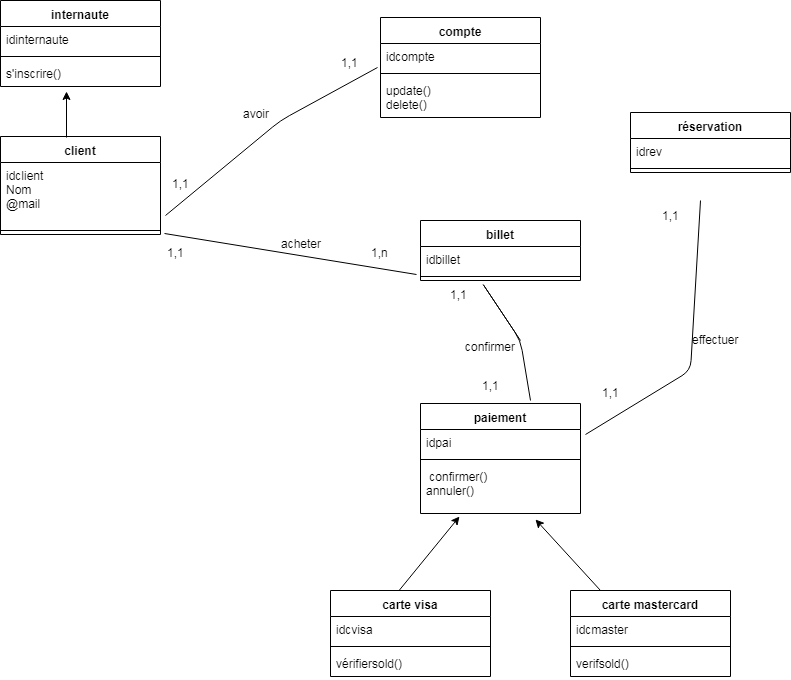 internaute
idinternaute
s'inscrire()
compte
idcompte
update()
delete()
1,1
avoir
1,1
client
idclient
Nom
@mail
réservation
idrev
1,1
acheter
1,1
1,n
billet
idbillet
1,1
confirmer
effectuer
1,1
1,1
paiement
idpai
confirmer()
annuler()
carte visa
idcvisa
vérifiersold()
carte mastercard
idcmaster
verifsold()